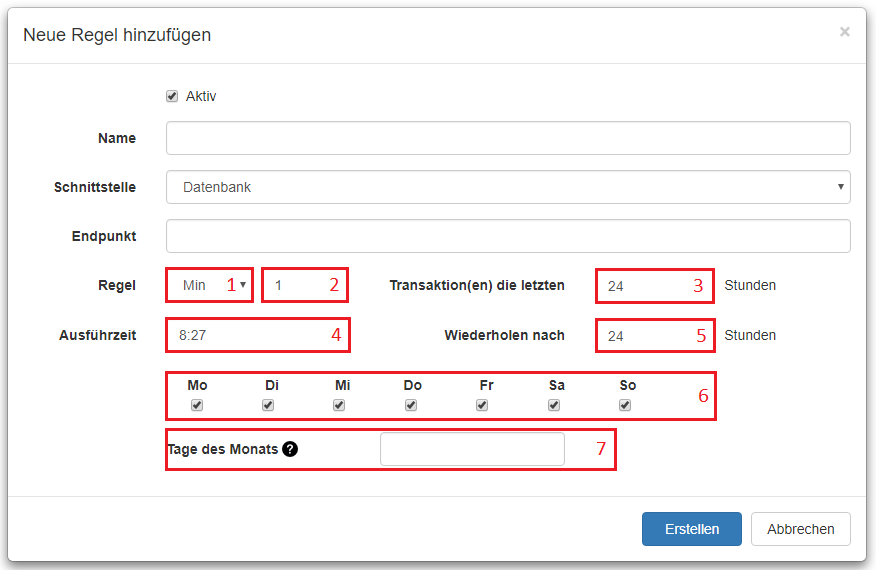 Neue Regel hinzufügen ×
Aktiv
Name
Schnittstelle Datenbank
Endpunkt
Regel Min 1 1 2 Transaktion(en) die letzten 24 3 Stunden
Ausführzeit 8:27 4 Wiederholen nach 24 5 Stunden
Mo Di Mi Do Fr Sa So 6
Tage des Monats ? 7
Erstellen Abbrechen